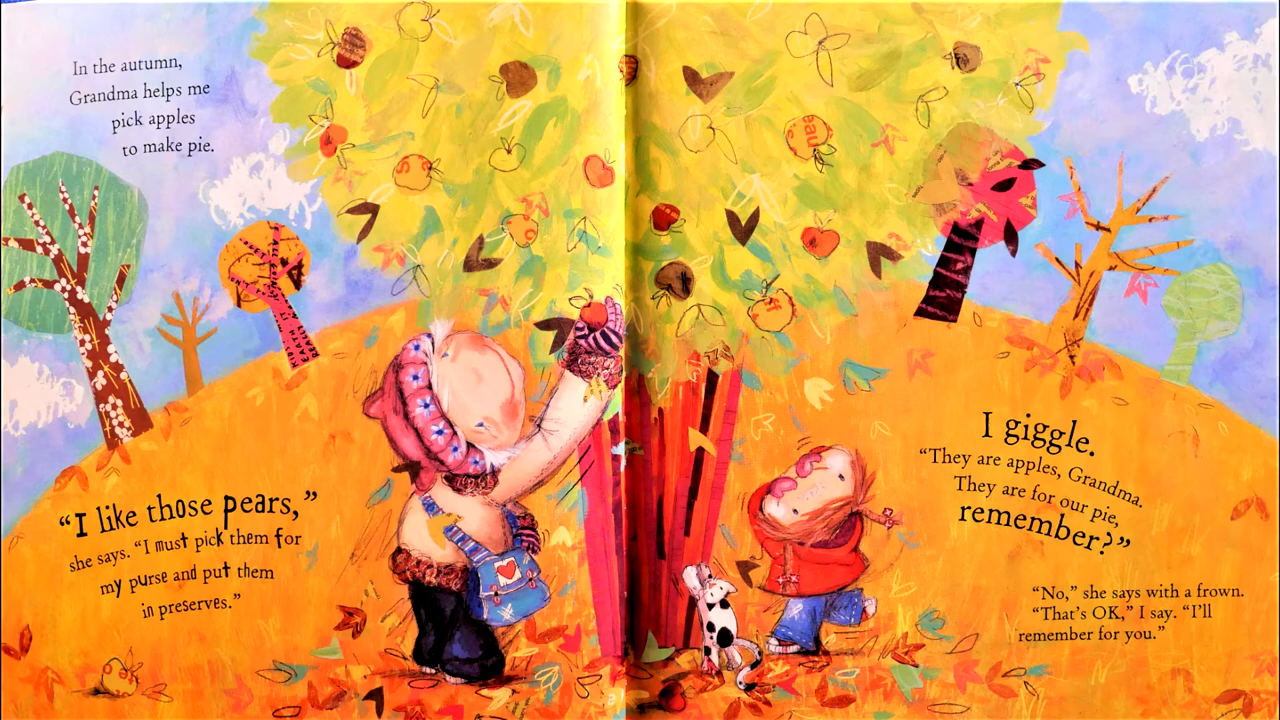 In the autumn,
Grandma helps me
pick apples
to make pie.
“I like those pears,”
she says. “I must pick them for
my purse and put them
in preserves.”
I giggle.
“They are apples, Grandma.
They are for our pie,
remember?”
“No,” she says with a frown.
“That’s OK,” I say. “I’ll
remember for you.”